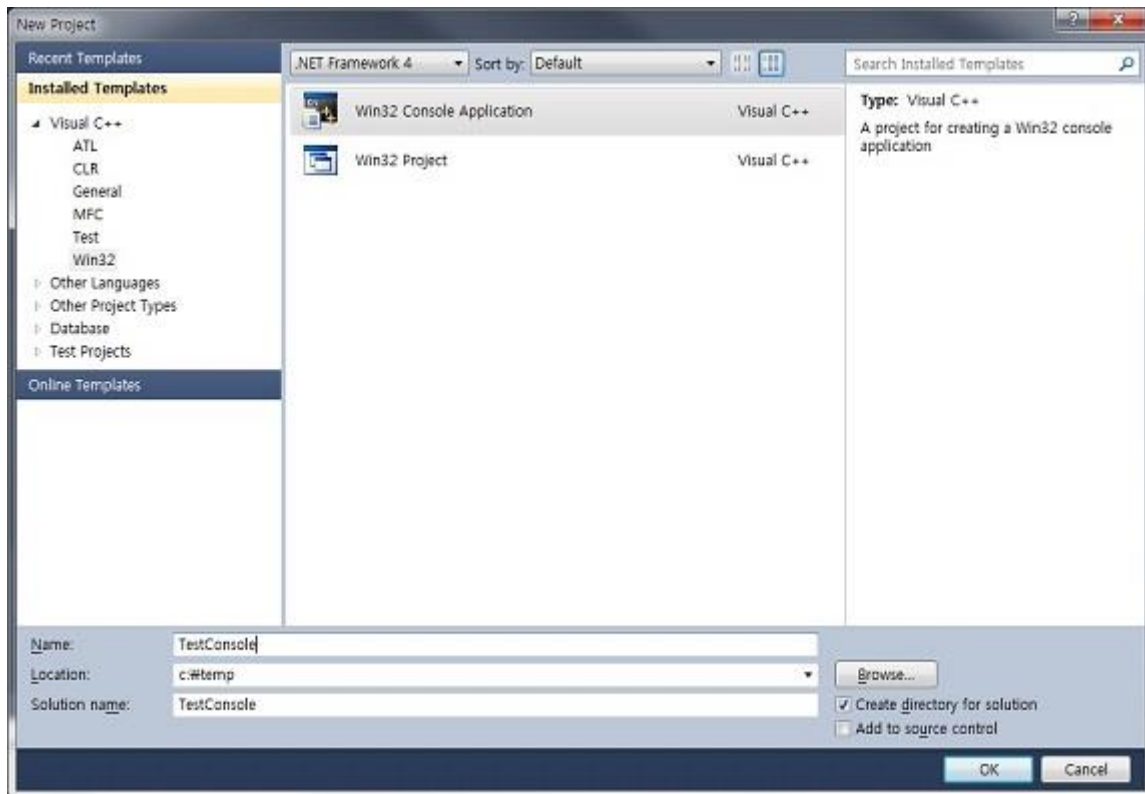 New Project
Recent Templates
Installed Templates
Visual C++
ATL
CLR
General
MFC
Test
Win32
Other Languages
Other Project Types
Database
Test Projects
Online Templates
.NET Framework 4
Sort by: Default
Win32 Console Application Visual C++
Win32 Project Visual C++
Search Installed Templates
Type: Visual C++
A project for creating a Win32 console
application
Name: TestConsole
Location: c:₩temp
Solution name: TestConsole
Browse...
Create directory for solution
Add to source control
OK
Cancel